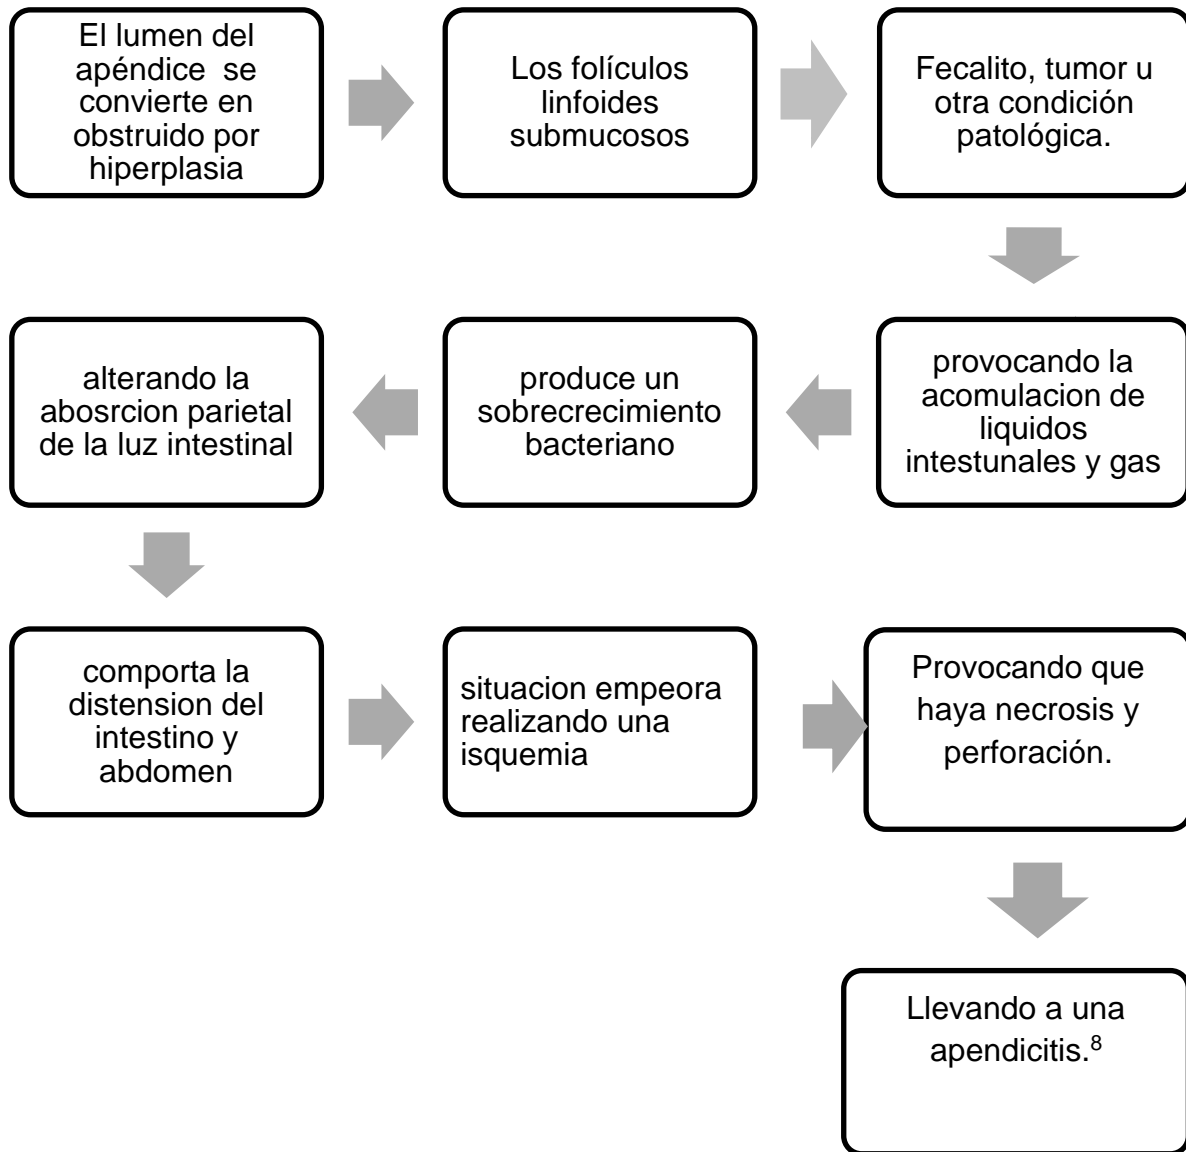 El lumen del
apéndice se
convierte en
obstruido por
hiperplasia
Los folículos
linfoides
submucosos
Fecalito, tumor u
otra condición
patológica.
provocando la
acomulacion de
liquidos
intestunales y gas
produce un
sobrecrecimiento
bacteriano
alterando la
abosrcion parietal
de la luz intestinal
comporta la
distension del
intestino y
abdomen
situacion empeora
realizando una
isquemia
Provocando que
haya necrosis y
perforación.
Llevando a una
apendicitis.⁸